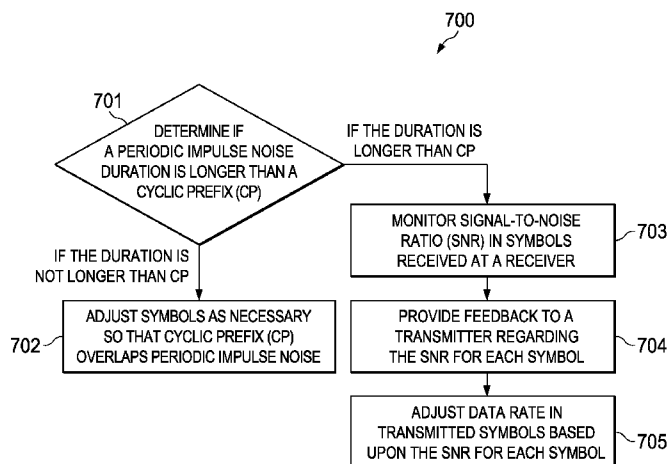 700
701
DETERMINE IF
A PERIODIC IMPULSE NOISE
DURATION IS LONGER THAN A
CYCLIC PREFIX (CP)
IF THE DURATION IS
LONGER THAN CP
IF THE DURATION IS
NOT LONGER THAN CP
702
ADJUST SYMBOLS AS NECESSARY
SO THAT CYCLIC PREFIX (CP)
OVERLAPS PERIODIC IMPULSE NOISE
MONITOR SIGNAL-TO-NOISE
RATIO (SNR) IN SYMBOLS
RECEIVED AT A RECEIVER
703
PROVIDE FEEDBACK TO A
TRANSMITTER REGARDING
THE SNR FOR EACH SYMBOL
704
ADJUST DATA RATE IN
TRANSMITTED SYMBOLS BASED
UPON THE SNR FOR EACH SYMBOL
705